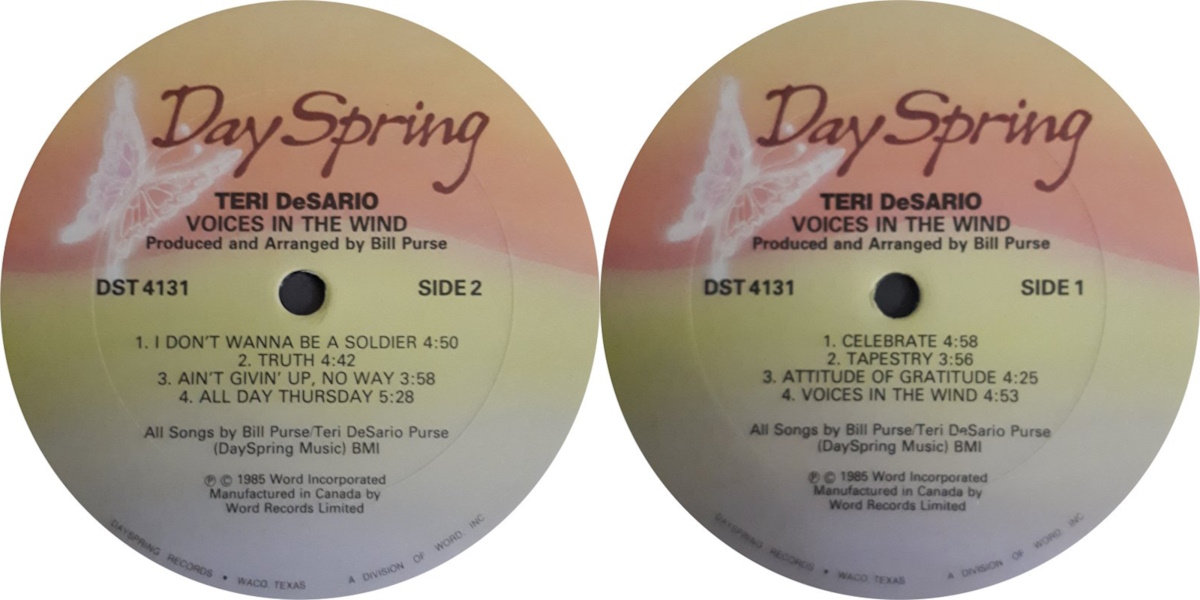 DaySpring
TERI DeSARIO
VOICES IN THE WIND
Produced and Arranged by Bill Purse
DST 4131 SIDE 2
1. I DON'T WANNA BE A SOLDIER 4:50
2. TRUTH 4:42
3. AIN'T GIVIN' UP, NO WAY 3:58
4. ALL DAY THURSDAY 5:28
All Songs by Bill Purse/Teri DeSario Purse
(DaySpring Music) BMI
℗ © 1985 Word Incorporated
Manufactured in Canada by
Word Records Limited
DAYSPRING RECORDS • WACO, TEXAS A DIVISION OF WORD, INC
DaySpring
TERI DeSARIO
VOICES IN THE WIND
Produced and Arranged by Bill Purse
DST 4131 SIDE 1
1. CELEBRATE 4:58
2. TAPESTRY 3:56
3. ATTITUDE OF GRATITUDE 4:25
4. VOICES IN THE WIND 4:53
All Songs by Bill Purse/Teri DeSario Purse
(DaySpring Music) BMI
℗ © 1985 Word Incorporated
Manufactured in Canada by
Word Records Limited
DAYSPRING RECORDS • WACO, TEXAS A DIVISION OF WORD, INC